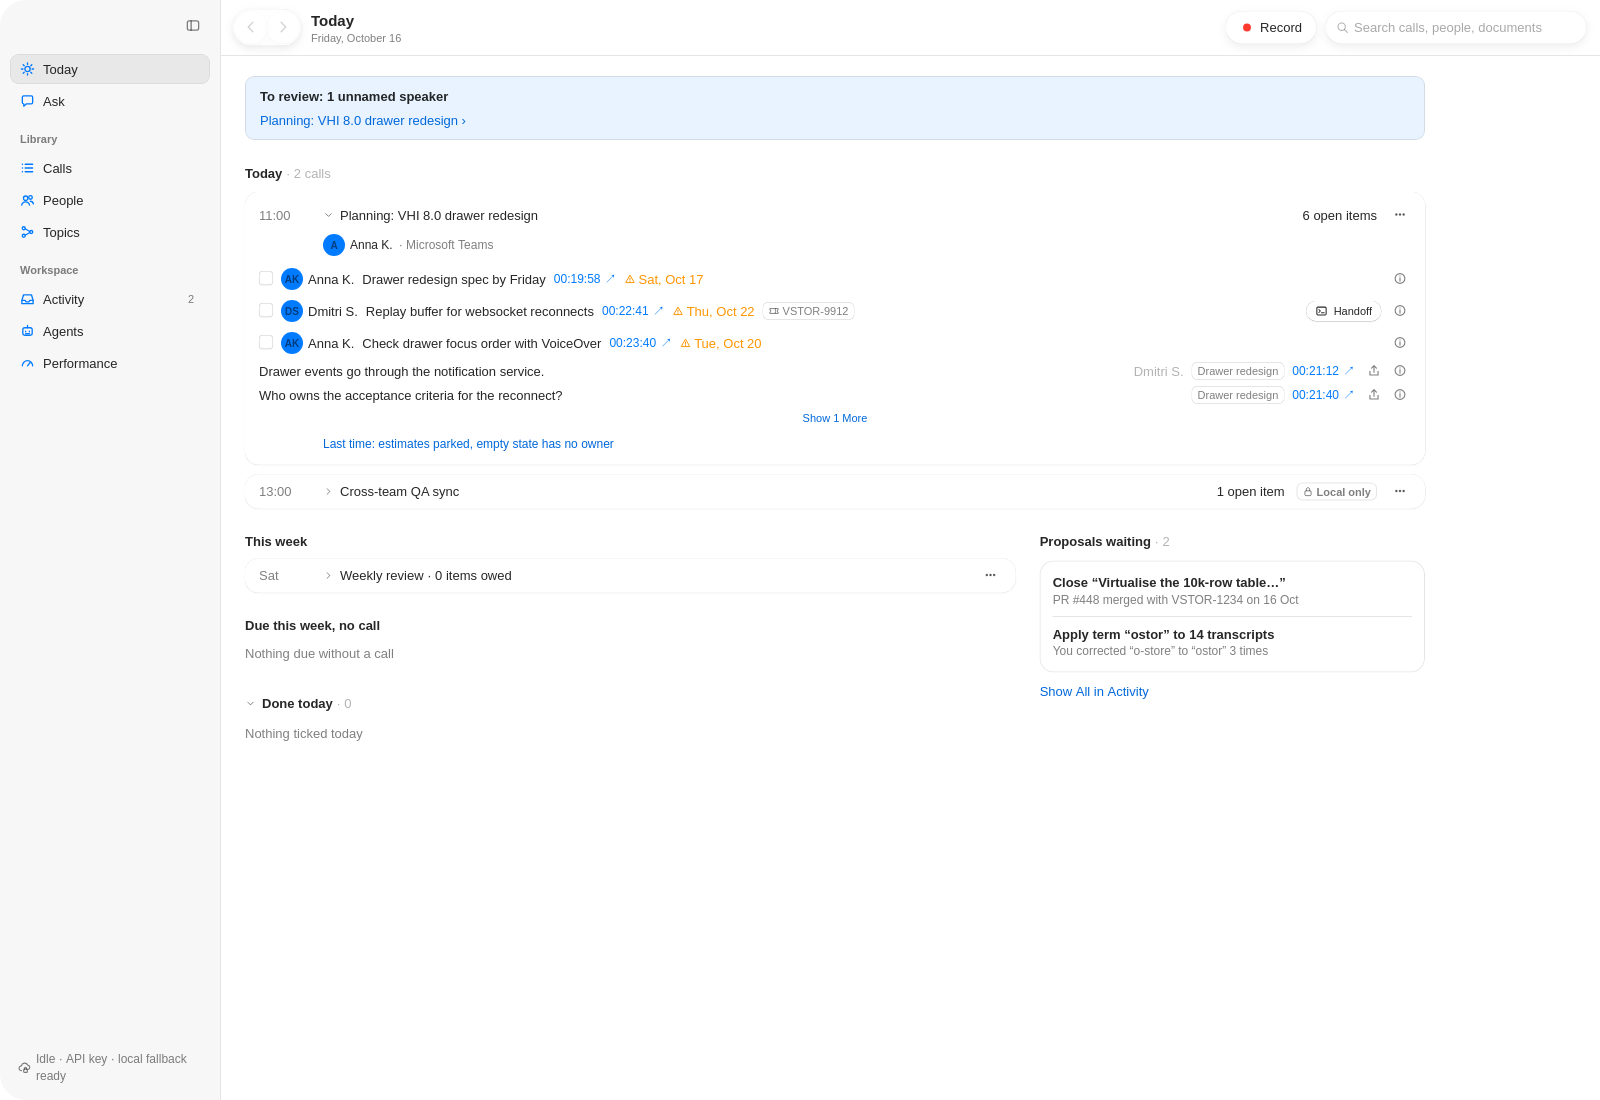 Today
Friday, October 16
Record
Search calls, people, documents
Today
Ask
Library
Calls
People
Topics
Workspace
Activity 2
Agents
Performance
Idle · API key · local fallback
ready
To review: 1 unnamed speaker
Planning: VHI 8.0 drawer redesign ›
Today · 2 calls
11:00 Planning: VHI 8.0 drawer redesign 6 open items
A Anna K. · Microsoft Teams
AK Anna K. Drawer redesign spec by Friday 00:19:58 Sat, Oct 17
DS Dmitri S. Replay buffer for websocket reconnects 00:22:41 Thu, Oct 22 VSTOR-9912 Handoff
AK Anna K. Check drawer focus order with VoiceOver 00:23:40 Tue, Oct 20
Drawer events go through the notification service. Dmitri S. Drawer redesign 00:21:12
Who owns the acceptance criteria for the reconnect? Drawer redesign 00:21:40
Show 1 More
Last time: estimates parked, empty state has no owner
13:00 Cross-team QA sync 1 open item Local only
This week
Sat Weekly review · 0 items owed
Due this week, no call
Nothing due without a call
Done today · 0
Nothing ticked today
Proposals waiting · 2
Close “Virtualise the 10k-row table…”
PR #448 merged with VSTOR-1234 on 16 Oct
Apply term “ostor” to 14 transcripts
You corrected “o-store” to “ostor” 3 times
Show All in Activity